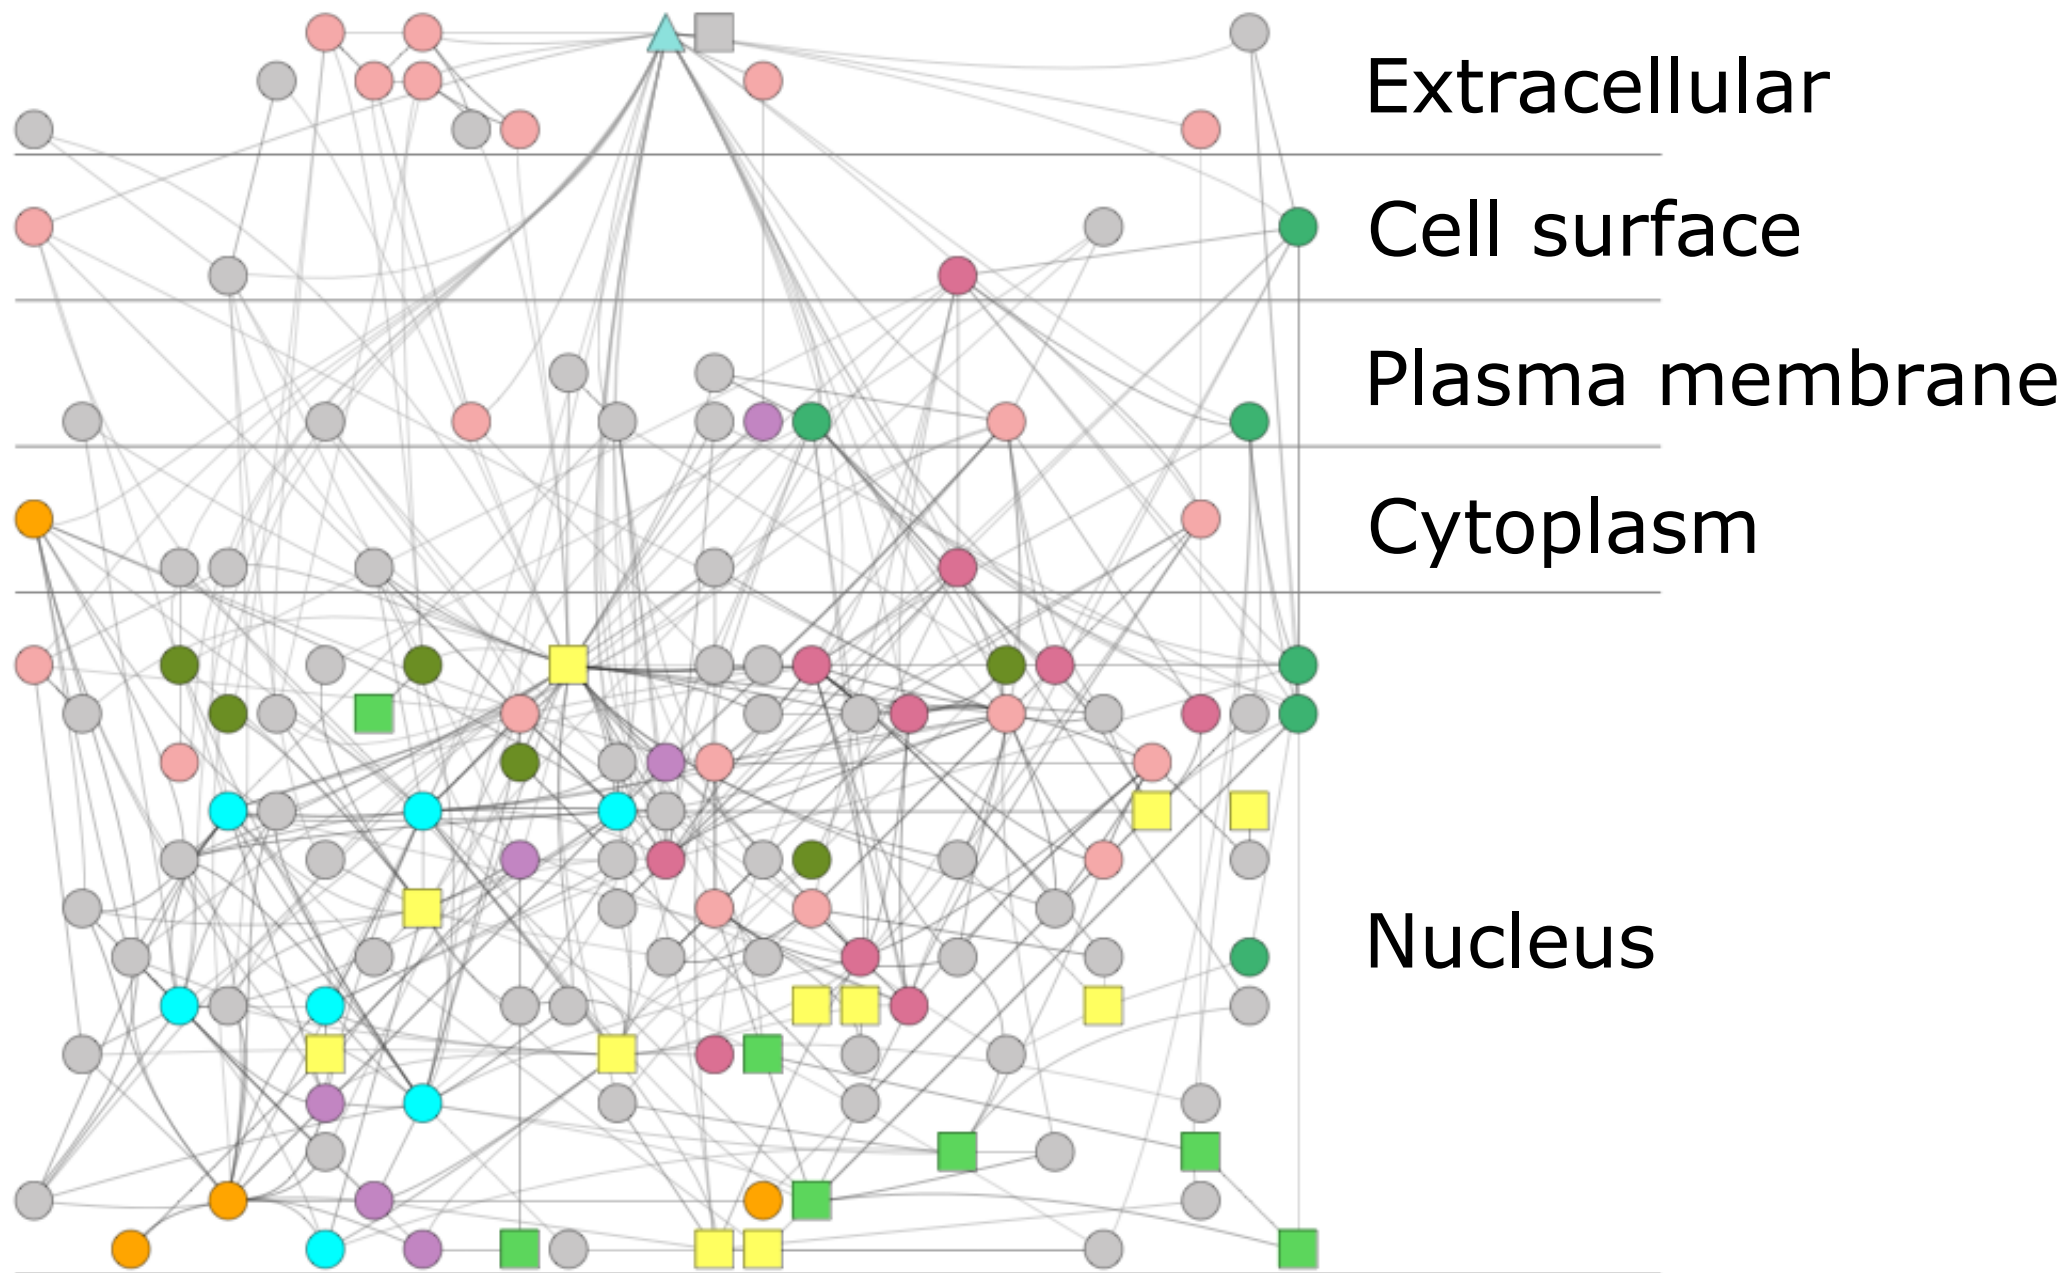 Extracellular
Cell surface
Plasma membrane
Cytoplasm
Nucleus